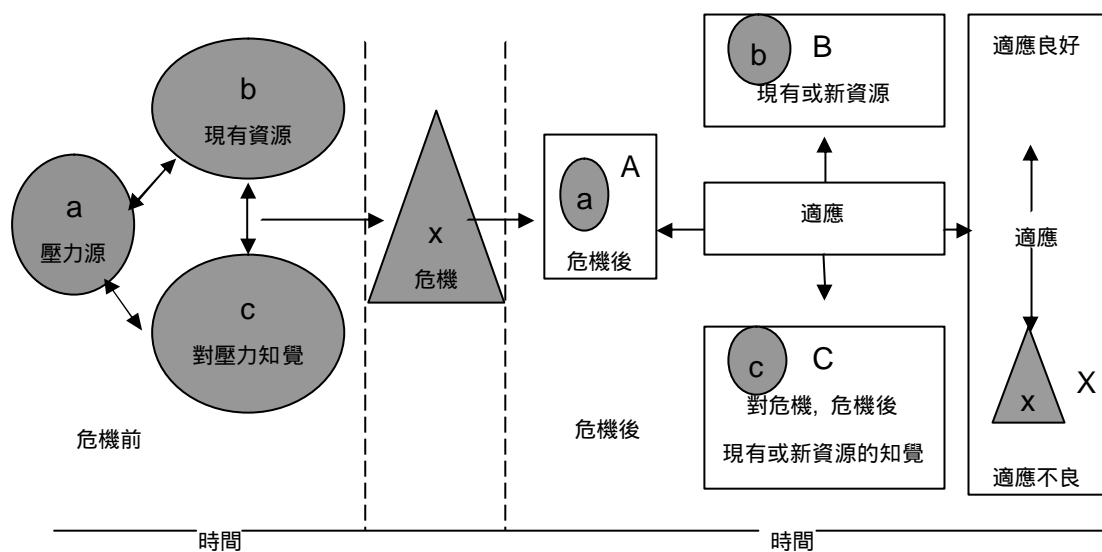 b
現有資源
a
壓力源
c
對壓力知覺
危機前
x
危機
a A
危機後
危機後
b B
現有或新資源
適應
c C
對危機, 危機後
現有或新資源的知覺
適應良好
適應
x X
適應不良
時間
時間